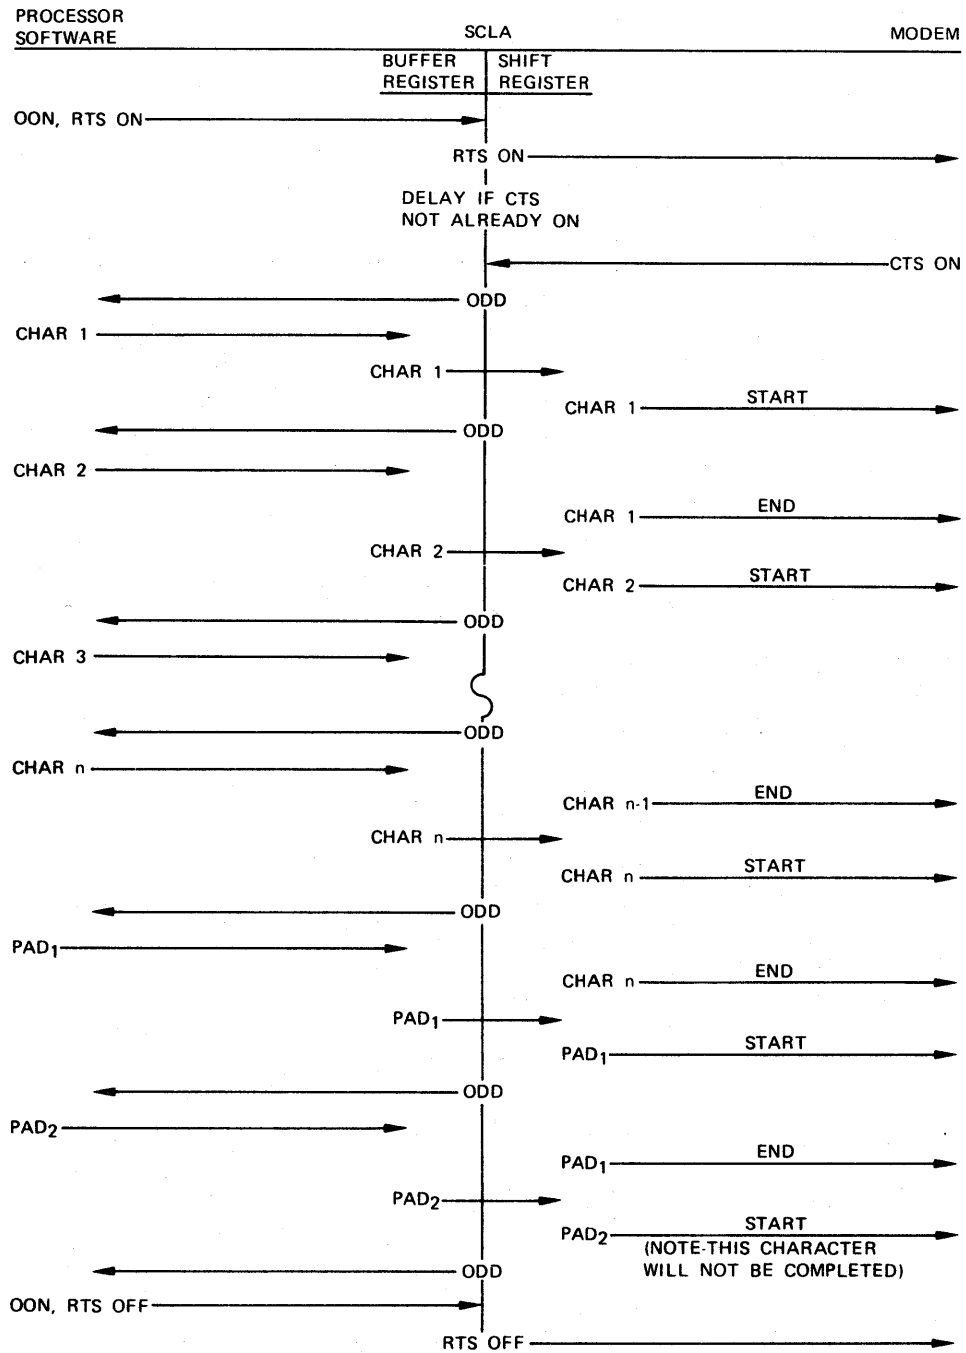 PROCESSOR
SOFTWARE
SCLA
MODEM
BUFFER
REGISTER
SHIFT
REGISTER
OON, RTS ON
RTS ON
DELAY IF CTS
NOT ALREADY ON
CTS ON
ODD
CHAR 1
CHAR 1
CHAR 1
START
ODD
CHAR 2
CHAR 1
END
CHAR 2
CHAR 2
START
ODD
CHAR 3
ODD
CHAR n
CHAR n-1
END
CHAR n
CHAR n
START
ODD
PAD1
CHAR n
END
PAD1
PAD1
START
ODD
PAD2
PAD1
END
PAD2
PAD2
START
(NOTE-THIS CHARACTER
WILL NOT BE COMPLETED)
ODD
OON, RTS OFF
RTS OFF